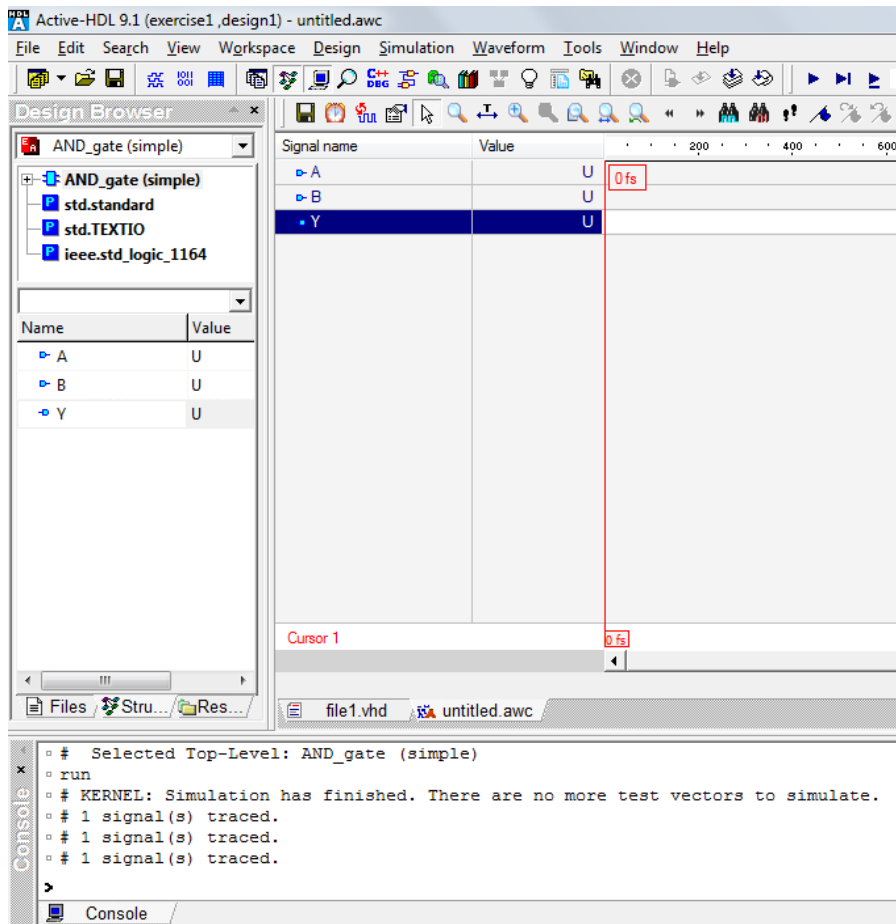 Active-HDL 9.1 (exercise1 ,design1) - untitled.awc
File Edit Search View Workspace Design Simulation Waveform Tools Window Help
Design Browser
AND_gate (simple)
AND_gate (simple)
std.standard
std.TEXTIO
ieee.std_logic_1164
Name Value
A U
B U
Y U
Files Stru... Res...
Signal name Value 200 400 600
A U
B U
Y U
0 fs
Cursor 1 0 fs
file1.vhd untitled.awc
# Selected Top-Level: AND_gate (simple)
run
# KERNEL: Simulation has finished. There are no more test vectors to simulate.
# 1 signal(s) traced.
# 1 signal(s) traced.
# 1 signal(s) traced.
>
Console
Console